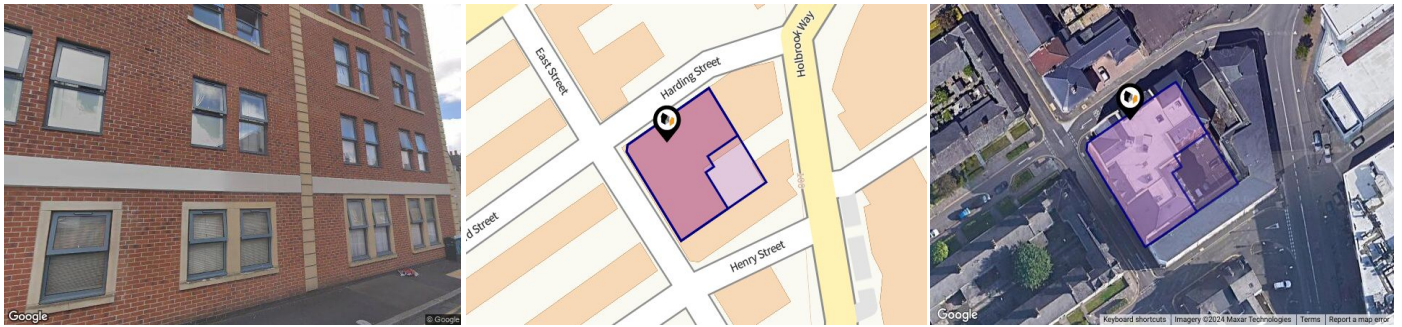 Google
© Google
East Street
Harding Street
Holbrook Way
d Street
Henry Street
Google
Keyboard shortcuts
Imagery ©2024 Maxar Technologies
Terms
Report a map error